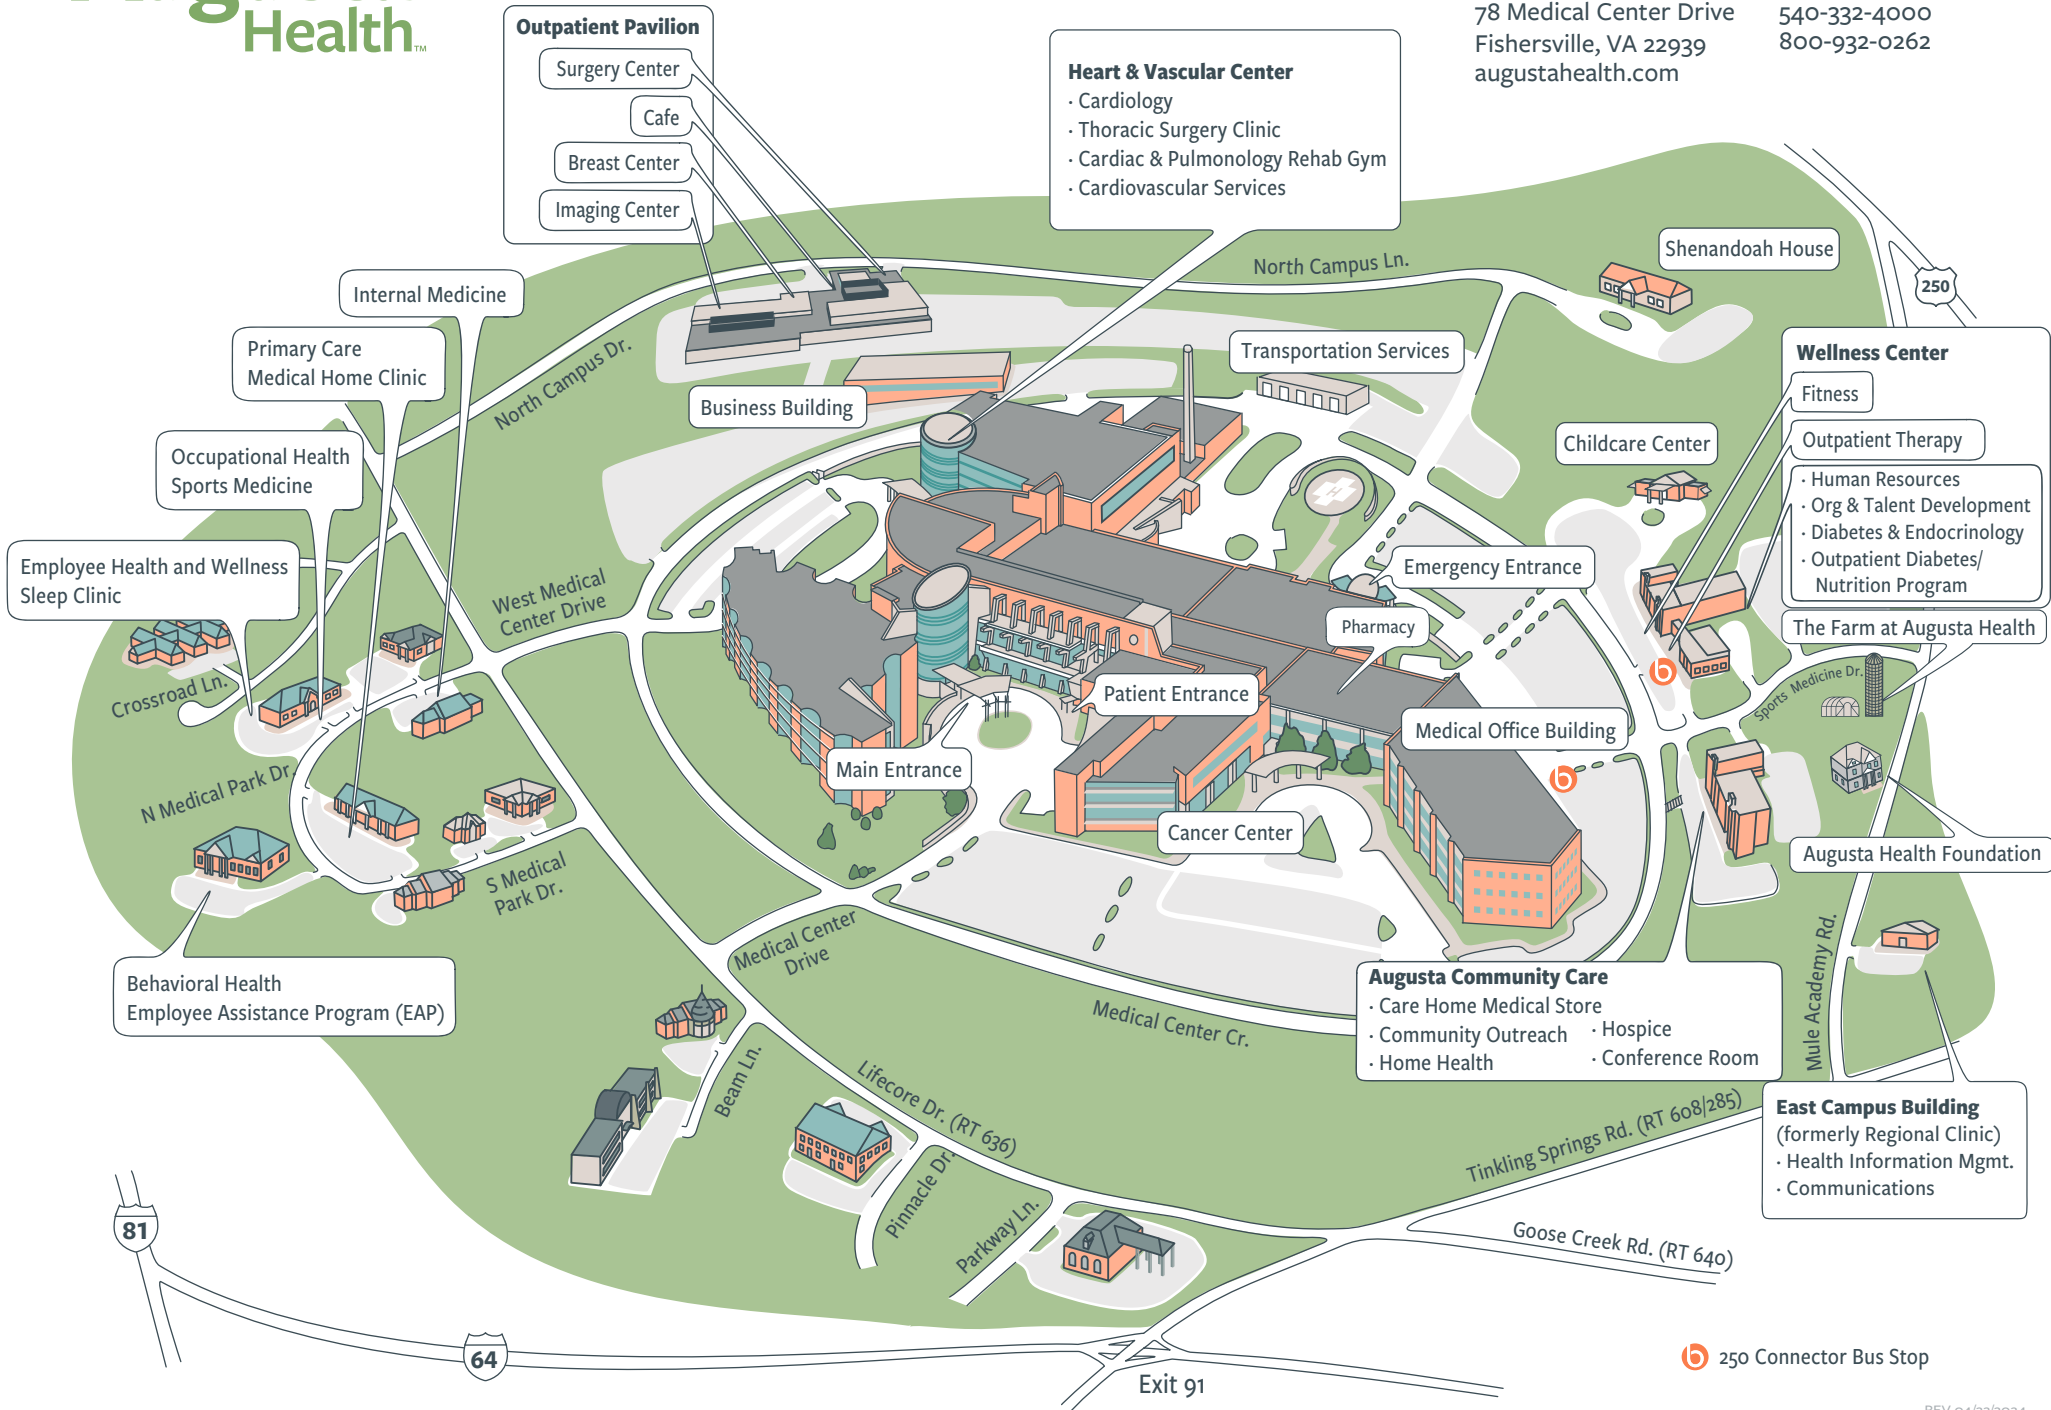 Health™
78 Medical Center Drive
Fishersville, VA 22939
augustahealth.com
540-332-4000
800-932-0262
Outpatient Pavilion
Surgery Center
Cafe
Breast Center
Imaging Center
Heart & Vascular Center
· Cardiology
· Thoracic Surgery Clinic
· Cardiac & Pulmonology Rehab Gym
· Cardiovascular Services
North Campus Ln.
Shenandoah House
250
Internal Medicine
Primary Care
Medical Home Clinic
North Campus Dr.
Transportation Services
Business Building
Wellness Center
Fitness
Outpatient Therapy
· Human Resources
· Org & Talent Development
· Diabetes & Endocrinology
· Outpatient Diabetes/
Nutrition Program
Childcare Center
Occupational Health
Sports Medicine
H
Employee Health and Wellness
Sleep Clinic
West Medical
Center Drive
Emergency Entrance
Pharmacy
The Farm at Augusta Health
b
Crossroad Ln.
Patient Entrance
Sports Medicine Dr.
Medical Office Building
Main Entrance
b
N Medical Park Dr.
Cancer Center
Augusta Health Foundation
S Medical
Park Dr.
Medical Center
Drive
Behavioral Health
Employee Assistance Program (EAP)
Medical Center Cr.
Augusta Community Care
· Care Home Medical Store
· Community Outreach
· Home Health
· Hospice
· Conference Room
Mule Academy Rd.
Beam Ln.
Lifecore Dr. (RT 636)
Pinnacle Dr.
Parkway Ln.
Tinkling Springs Rd. (RT 608/285)
East Campus Building
(formerly Regional Clinic)
· Health Information Mgmt.
· Communications
Goose Creek Rd. (RT 640)
81
64
Exit 91
b 250 Connector Bus Stop